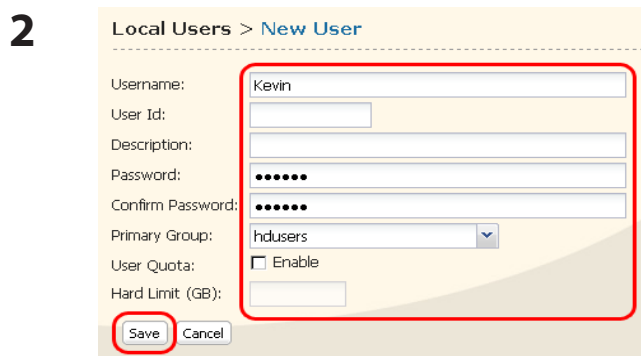 2
Local Users > New User
Username: Kevin
User Id:
Description:
Password: ••••••
Confirm Password: ••••••
Primary Group: hdusers
User Quota: Enable
Hard Limit (GB):
Save Cancel